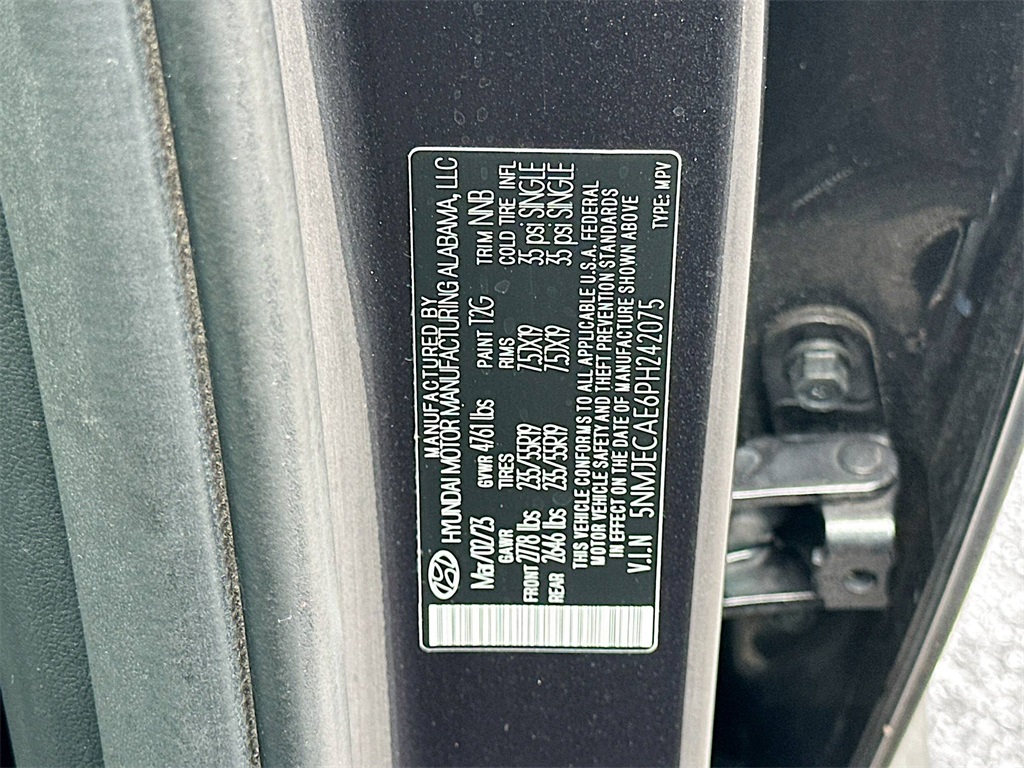 MANUFACTURED BY
HYUNDAI MOTOR MANUFACTURING ALABAMA, LLC
Mar/02/23 GVWR 4761 lbs PAINT T2G TRIM NNB
GAWR TIRES RIMS COLD TIRE INFL
FRONT 2778 lbs 235/55R19 7.5JX19 35 psi SINGLE
REAR 2646 lbs 235/55R19 7.5JX19 35 psi SINGLE
THIS VEHICLE CONFORMS TO ALL APPLICABLE U.S.A. FEDERAL
MOTOR VEHICLE SAFETY AND THEFT PREVENTION STANDARDS
IN EFFECT ON THE DATE OF MANUFACTURE SHOWN ABOVE
V.I.N 5NMJECAE6PH242075 TYPE: MPV